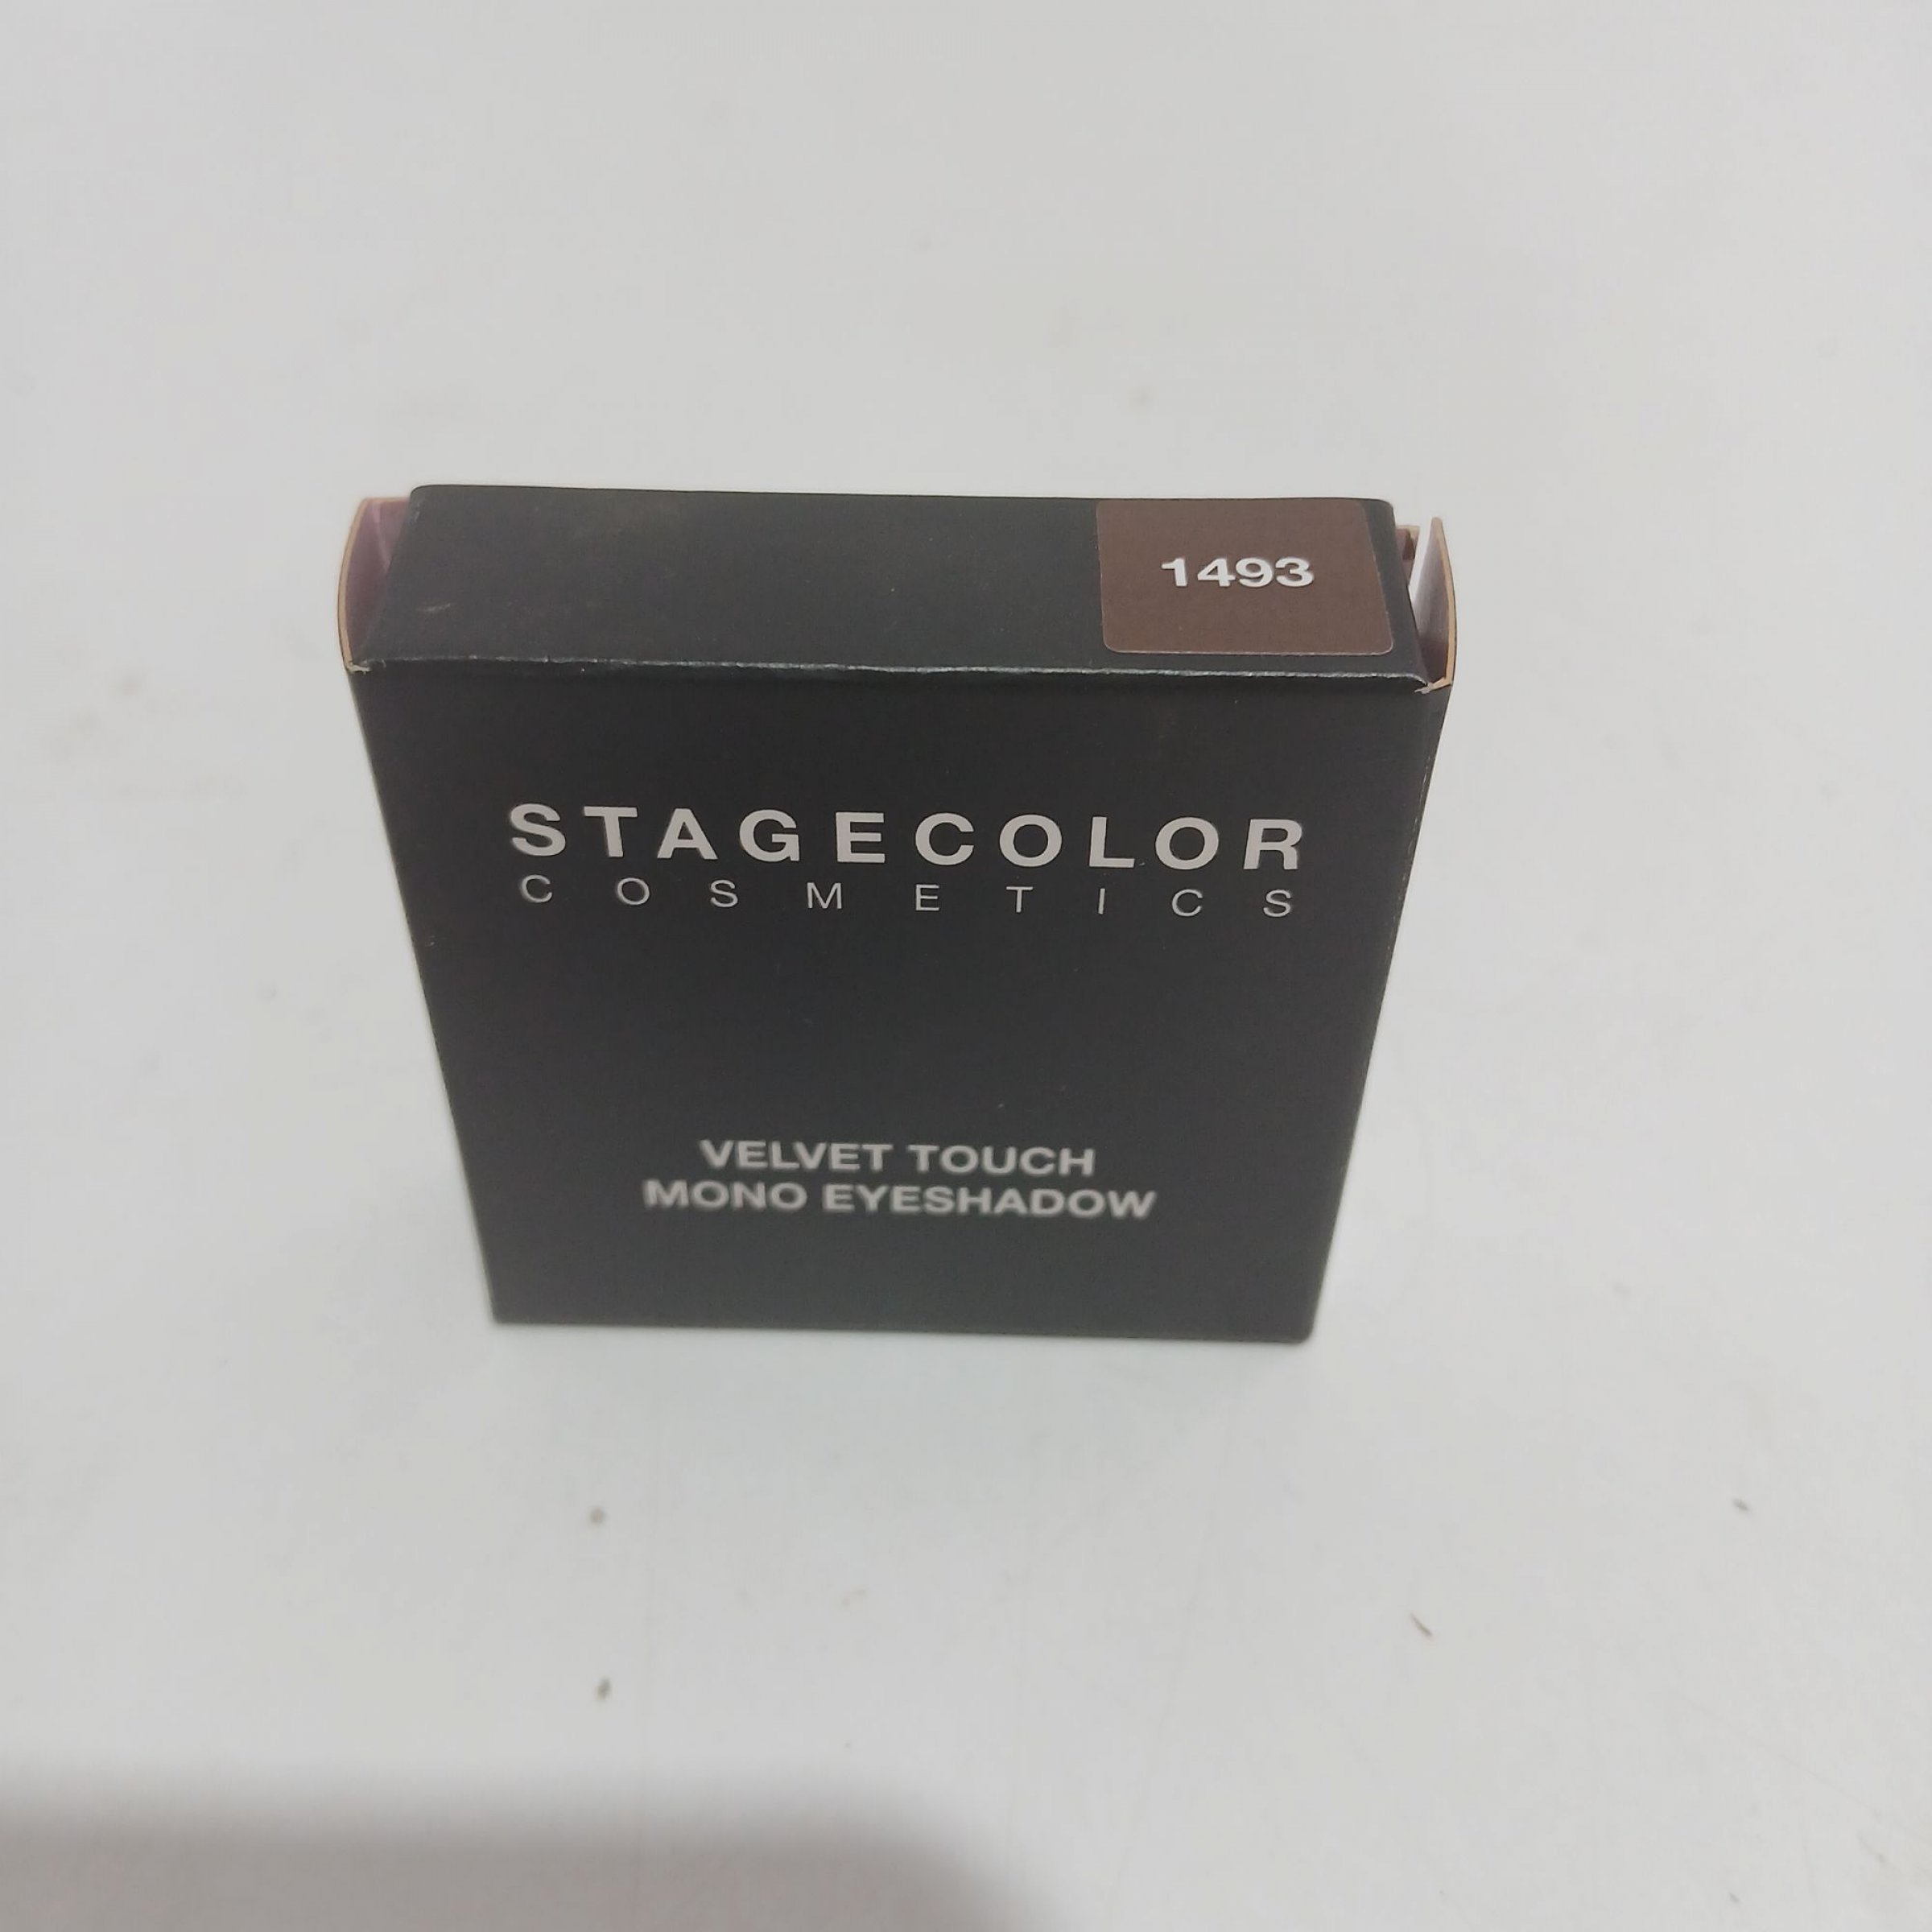 1493
STAGECOLOR
COSMETICS
VELVET TOUCH
MONO EYESHADOW